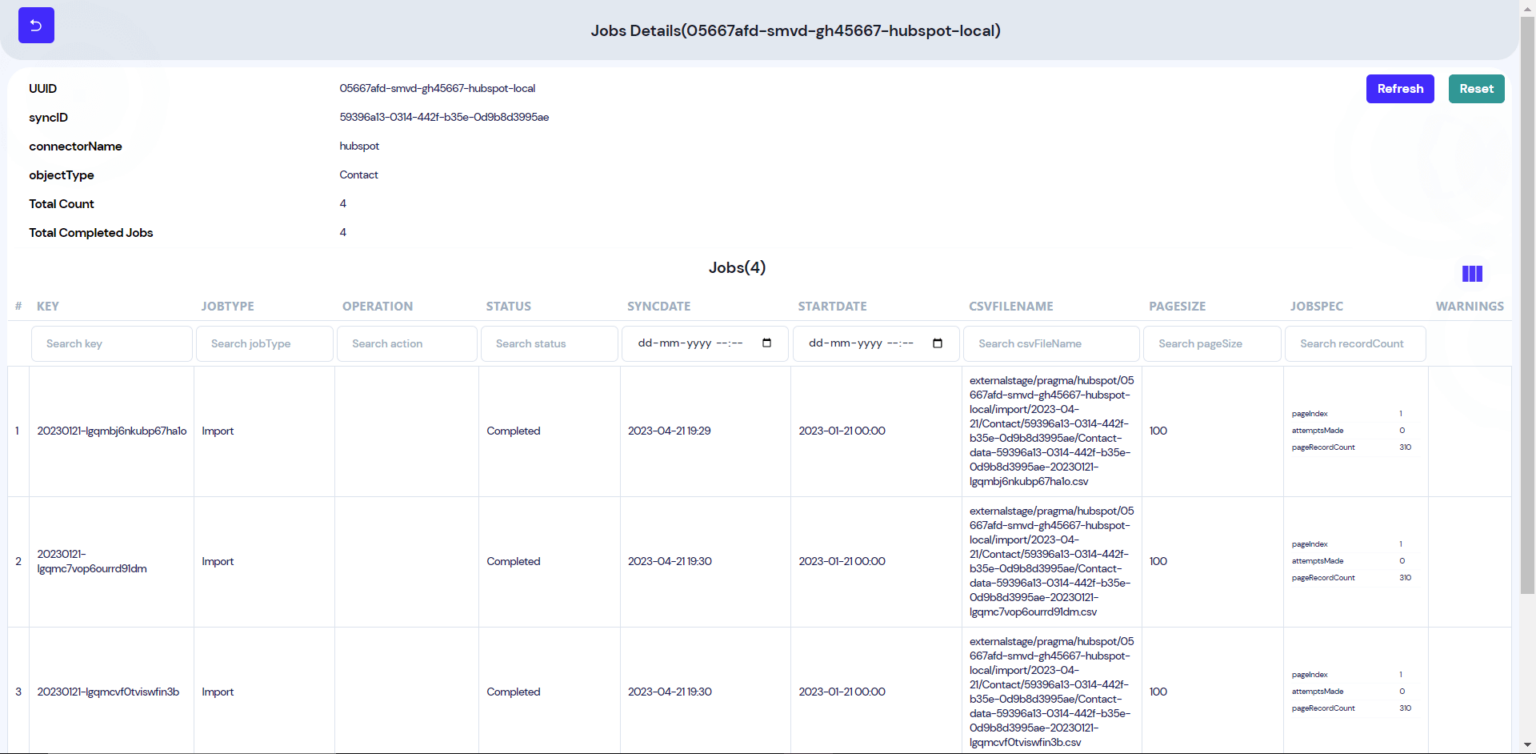 Jobs Details(05667afd-smvd-gh45667-hubspot-local)
UUID 05667afd-smvd-gh45667-hubspot-local Refresh Reset
syncID 59396a13-0314-442f-b35e-0d9b8d3995ae
connectorName hubspot
objectType Contact
Total Count 4
Total Completed Jobs 4
Jobs(4)
# KEY JOBTYPE OPERATION STATUS SYNCDATE STARTDATE CSVFILENAME PAGESIZE JOBSPEC WARNINGS
Search key Search jobType Search action Search status dd-mm-yyyy --:-- dd-mm-yyyy --:-- Search csvFileName Search pageSize Search recordCount
1 20230121-lgqmbj6nkubp67ha1o Import Completed 2023-04-21 19:29 2023-01-21 00:00
externalstage/pragma/hubspot/05
667afd-smvd-gh45667-hubspot-
local/import/2023-04-
21/Contact/59396a13-0314-442f-
b35e-0d9b8d3995ae/Contact-
data-59396a13-0314-442f-b35e-
0d9b8d3995ae-20230121-
lgqmbj6nkubp67ha1o.csv
100
pageIndex 1
attemptsMade 0
pageRecordCount 310
2 20230121-
lgqmc7vop6ourrd91dm
Import Completed 2023-04-21 19:30 2023-01-21 00:00
externalstage/pragma/hubspot/05
667afd-smvd-gh45667-hubspot-
local/import/2023-04-
21/Contact/59396a13-0314-442f-
b35e-0d9b8d3995ae/Contact-
data-59396a13-0314-442f-b35e-
0d9b8d3995ae-20230121-
lgqmc7vop6ourrd91dm.csv
100
pageIndex 1
attemptsMade 0
pageRecordCount 310
3 20230121-lgqmcvf0tviswfin3b Import Completed 2023-04-21 19:30 2023-01-21 00:00
externalstage/pragma/hubspot/05
667afd-smvd-gh45667-hubspot-
local/import/2023-04-
21/Contact/59396a13-0314-442f-
b35e-0d9b8d3995ae/Contact-
data-59396a13-0314-442f-b35e-
0d9b8d3995ae-20230121-
lgqmcvf0tviswfin3b.csv
100
pageIndex 1
attemptsMade 0
pageRecordCount 310